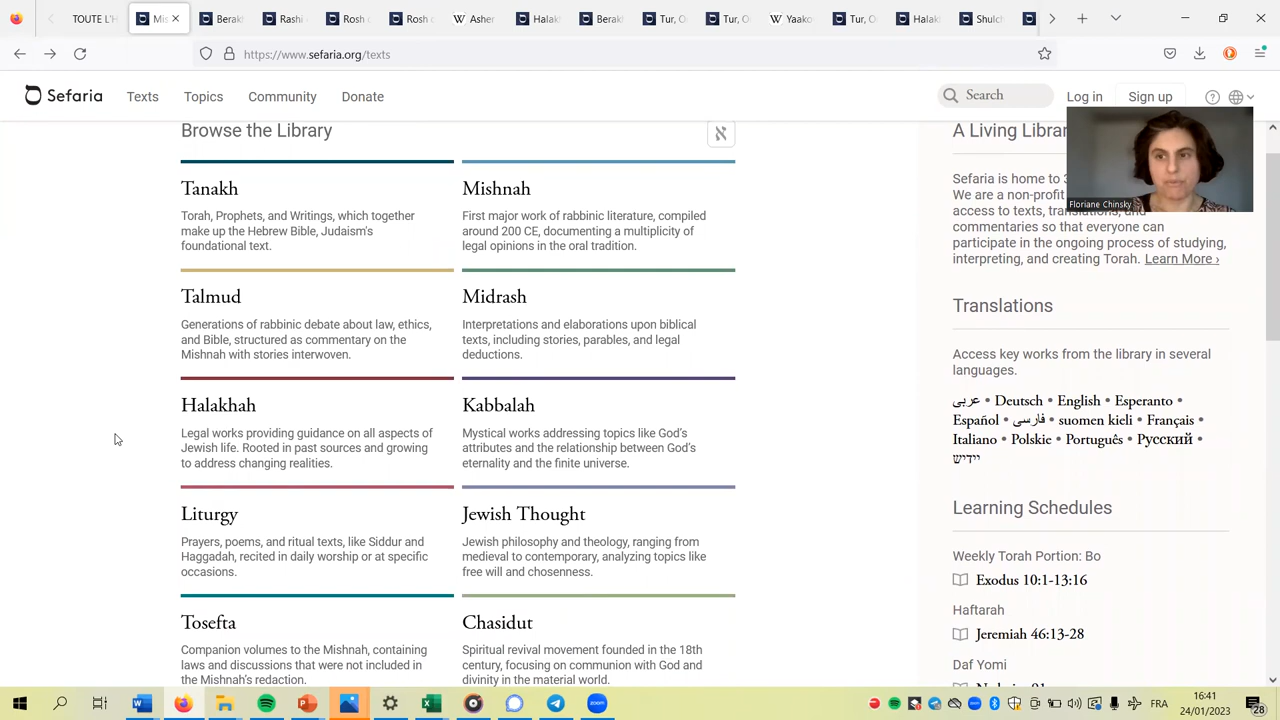 TOUTE L'H
Mis
Berakh
Rashi
Rosh
Rosh
Asher
Halak
Berakh
Tur, O
Tur, O
Yaako
Tur, O
Halak
Shulch
https://www.sefaria.org/texts
Sefaria
Texts
Topics
Community
Donate
Search
Log in
Sign up
Browse the Library
א
Tanakh
Torah, Prophets, and Writings, which together
make up the Hebrew Bible, Judaism's
foundational text.
Mishnah
First major work of rabbinic literature, compiled
around 200 CE, documenting a multiplicity of
legal opinions in the oral tradition.
Talmud
Generations of rabbinic debate about law, ethics,
and Bible, structured as commentary on the
Mishnah with stories interwoven.
Midrash
Interpretations and elaborations upon biblical
texts, including stories, parables, and legal
deductions.
Halakhah
Legal works providing guidance on all aspects of
Jewish life. Rooted in past sources and growing
to address changing realities.
Kabbalah
Mystical works addressing topics like God's
attributes and the relationship between God's
eternality and the finite universe.
Liturgy
Prayers, poems, and ritual texts, like Siddur and
Haggadah, recited in daily worship or at specific
occasions.
Jewish Thought
Jewish philosophy and theology, ranging from
medieval to contemporary, analyzing topics like
free will and chosenness.
Tosefta
Companion volumes to the Mishnah, containing
laws and discussions that were not included in
the Mishnah's redaction.
Chasidut
Spiritual revival movement founded in the 18th
century, focusing on communion with God and
divinity in the material world.
A Living Librar
Floriane Chinsky
Sefaria is home to 3
We are a non-profit
access to texts, translations, and
commentaries so that everyone can
participate in the ongoing process of studying,
interpreting, and creating Torah. Learn More ›
Translations
Access key works from the library in several
languages.
عربى • Deutsch • English • Esperanto •
Español • فارسی • suomen kieli • Français •
Italiano • Polskie • Português • Русский •
יידיש
Learning Schedules
Weekly Torah Portion: Bo
Exodus 10:1-13:16
Haftarah
Jeremiah 46:13-28
Daf Yomi
FRA
16:41
24/01/2023
28